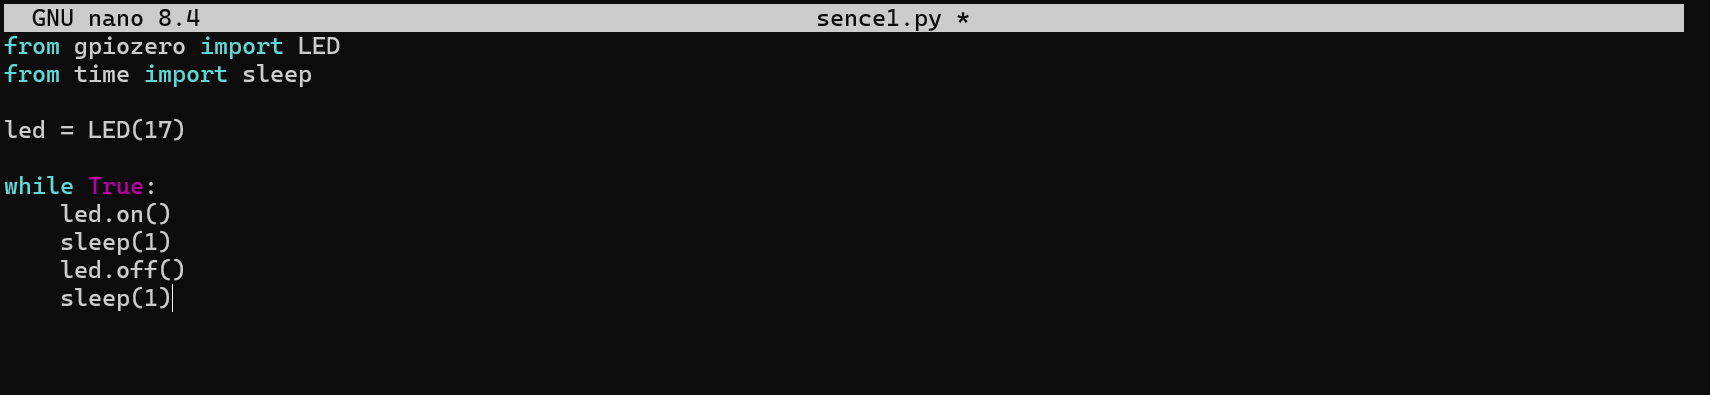 GNU nano 8.4 sence1.py *
from gpiozero import LED
from time import sleep

led = LED(17)

while True:
    led.on()
    sleep(1)
    led.off()
    sleep(1)